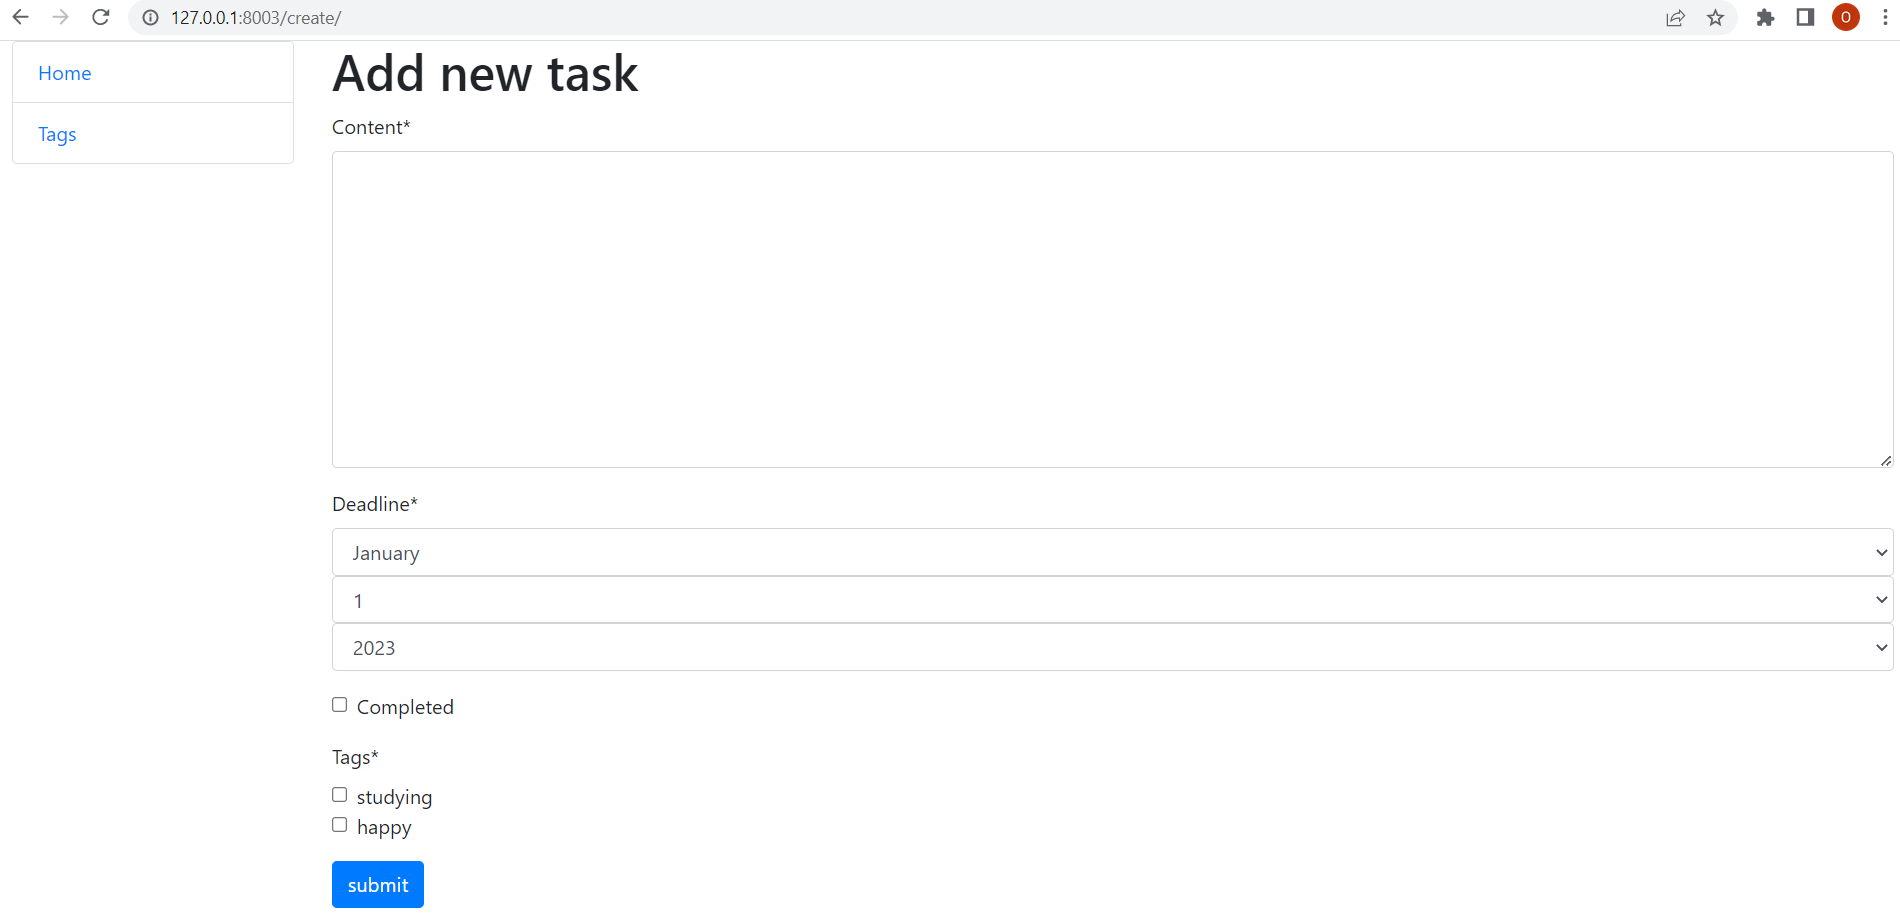 127.0.0.1:8003/create/
O
Home
Tags
Add new task
Content*
Deadline*
January
1
2023
Completed
Tags*
studying
happy
submit